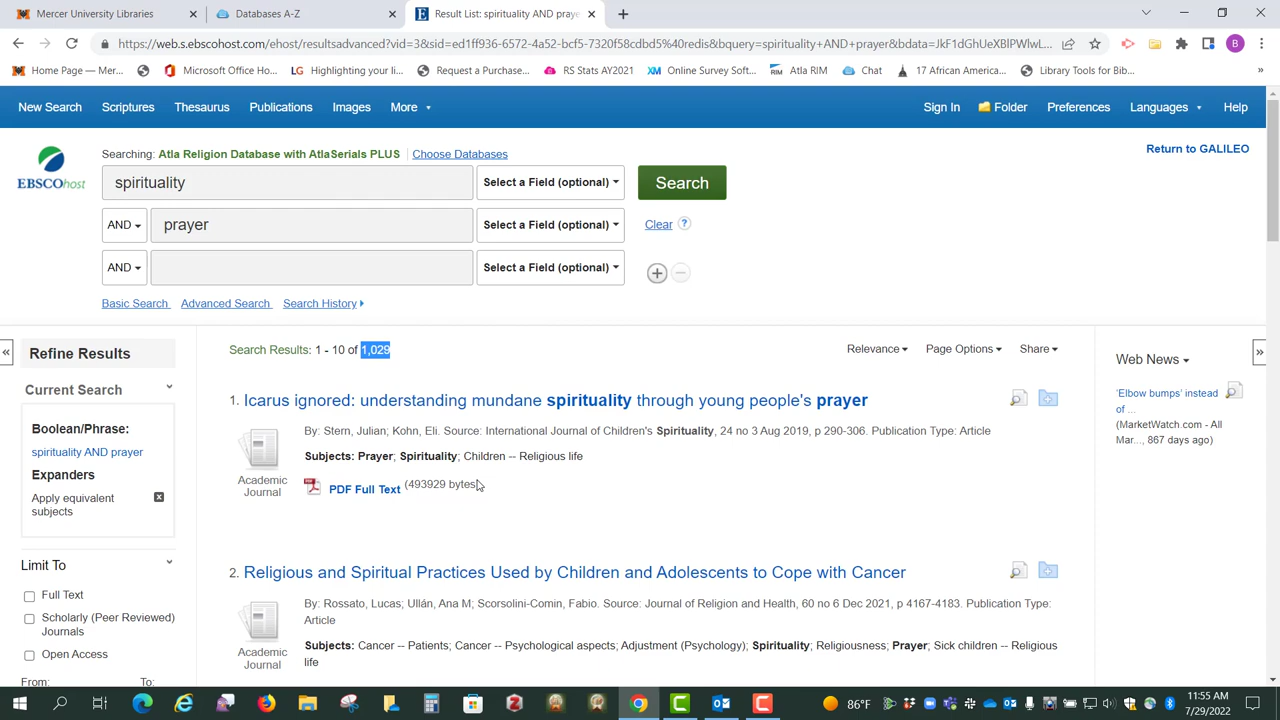 Mercer University Libraries
Databases A-Z
Result List: spirituality AND praye
https://web.s.ebscohost.com/ehost/resultsadvanced?vid=3&sid=d1ff936-6f72-4a52-bcf5-7320f58cdbd5%40redis&bquery=spirituality+AND+prayer&bdata=JkF1dGhUeXBlPWlwL...
B
Home Page — Mer...
Microsoft Office Ho...
LG Highlighting your li...
Request a Purchase...
RS Stats AY2021
XM Online Survey Soft...
RIM Atla RIM
Chat
17 African America...
Library Tools for Bib...
»
New Search Scriptures Thesaurus Publications Images More
Sign In Folder Preferences Languages Help
Return to GALILEO
EBSCOhost
Searching: Atla Religion Database with AtlaSerials PLUS Choose Databases
spirituality Select a Field (optional) Search
AND prayer Select a Field (optional) Clear ?
AND Select a Field (optional)
Basic Search Advanced Search Search History
Refine Results
Current Search
Boolean/Phrase:
spirituality AND prayer
Expanders
Apply equivalent
subjects
Limit To
Full Text
Scholarly (Peer Reviewed)
Journals
Open Access
From: To:
Search Results: 1 - 10 of 1,029
Relevance Page Options Share
1. Icarus ignored: understanding mundane spirituality through young people's prayer
By: Stern, Julian; Kohn, Eli. Source: International Journal of Children's Spirituality, 24 no 3 Aug 2019, p 290-306. Publication Type: Article
Subjects: Prayer; Spirituality; Children -- Religious life
Academic
Journal
PDF Full Text (493929 bytes)
2. Religious and Spiritual Practices Used by Children and Adolescents to Cope with Cancer
By: Rossato, Lucas; Ullán, Ana M; Scorsolini-Comin, Fabio. Source: Journal of Religion and Health, 60 no 6 Dec 2021, p 4167-4183. Publication Type:
Article
Subjects: Cancer -- Patients; Cancer -- Psychological aspects; Adjustment (Psychology); Spirituality; Religiousness; Prayer; Sick children -- Religious
life
Academic
Journal
Web News
'Elbow bumps' instead
of ...
(MarketWatch.com - All
Mar..., 867 days ago)
86°F
11:55 AM
7/29/2022